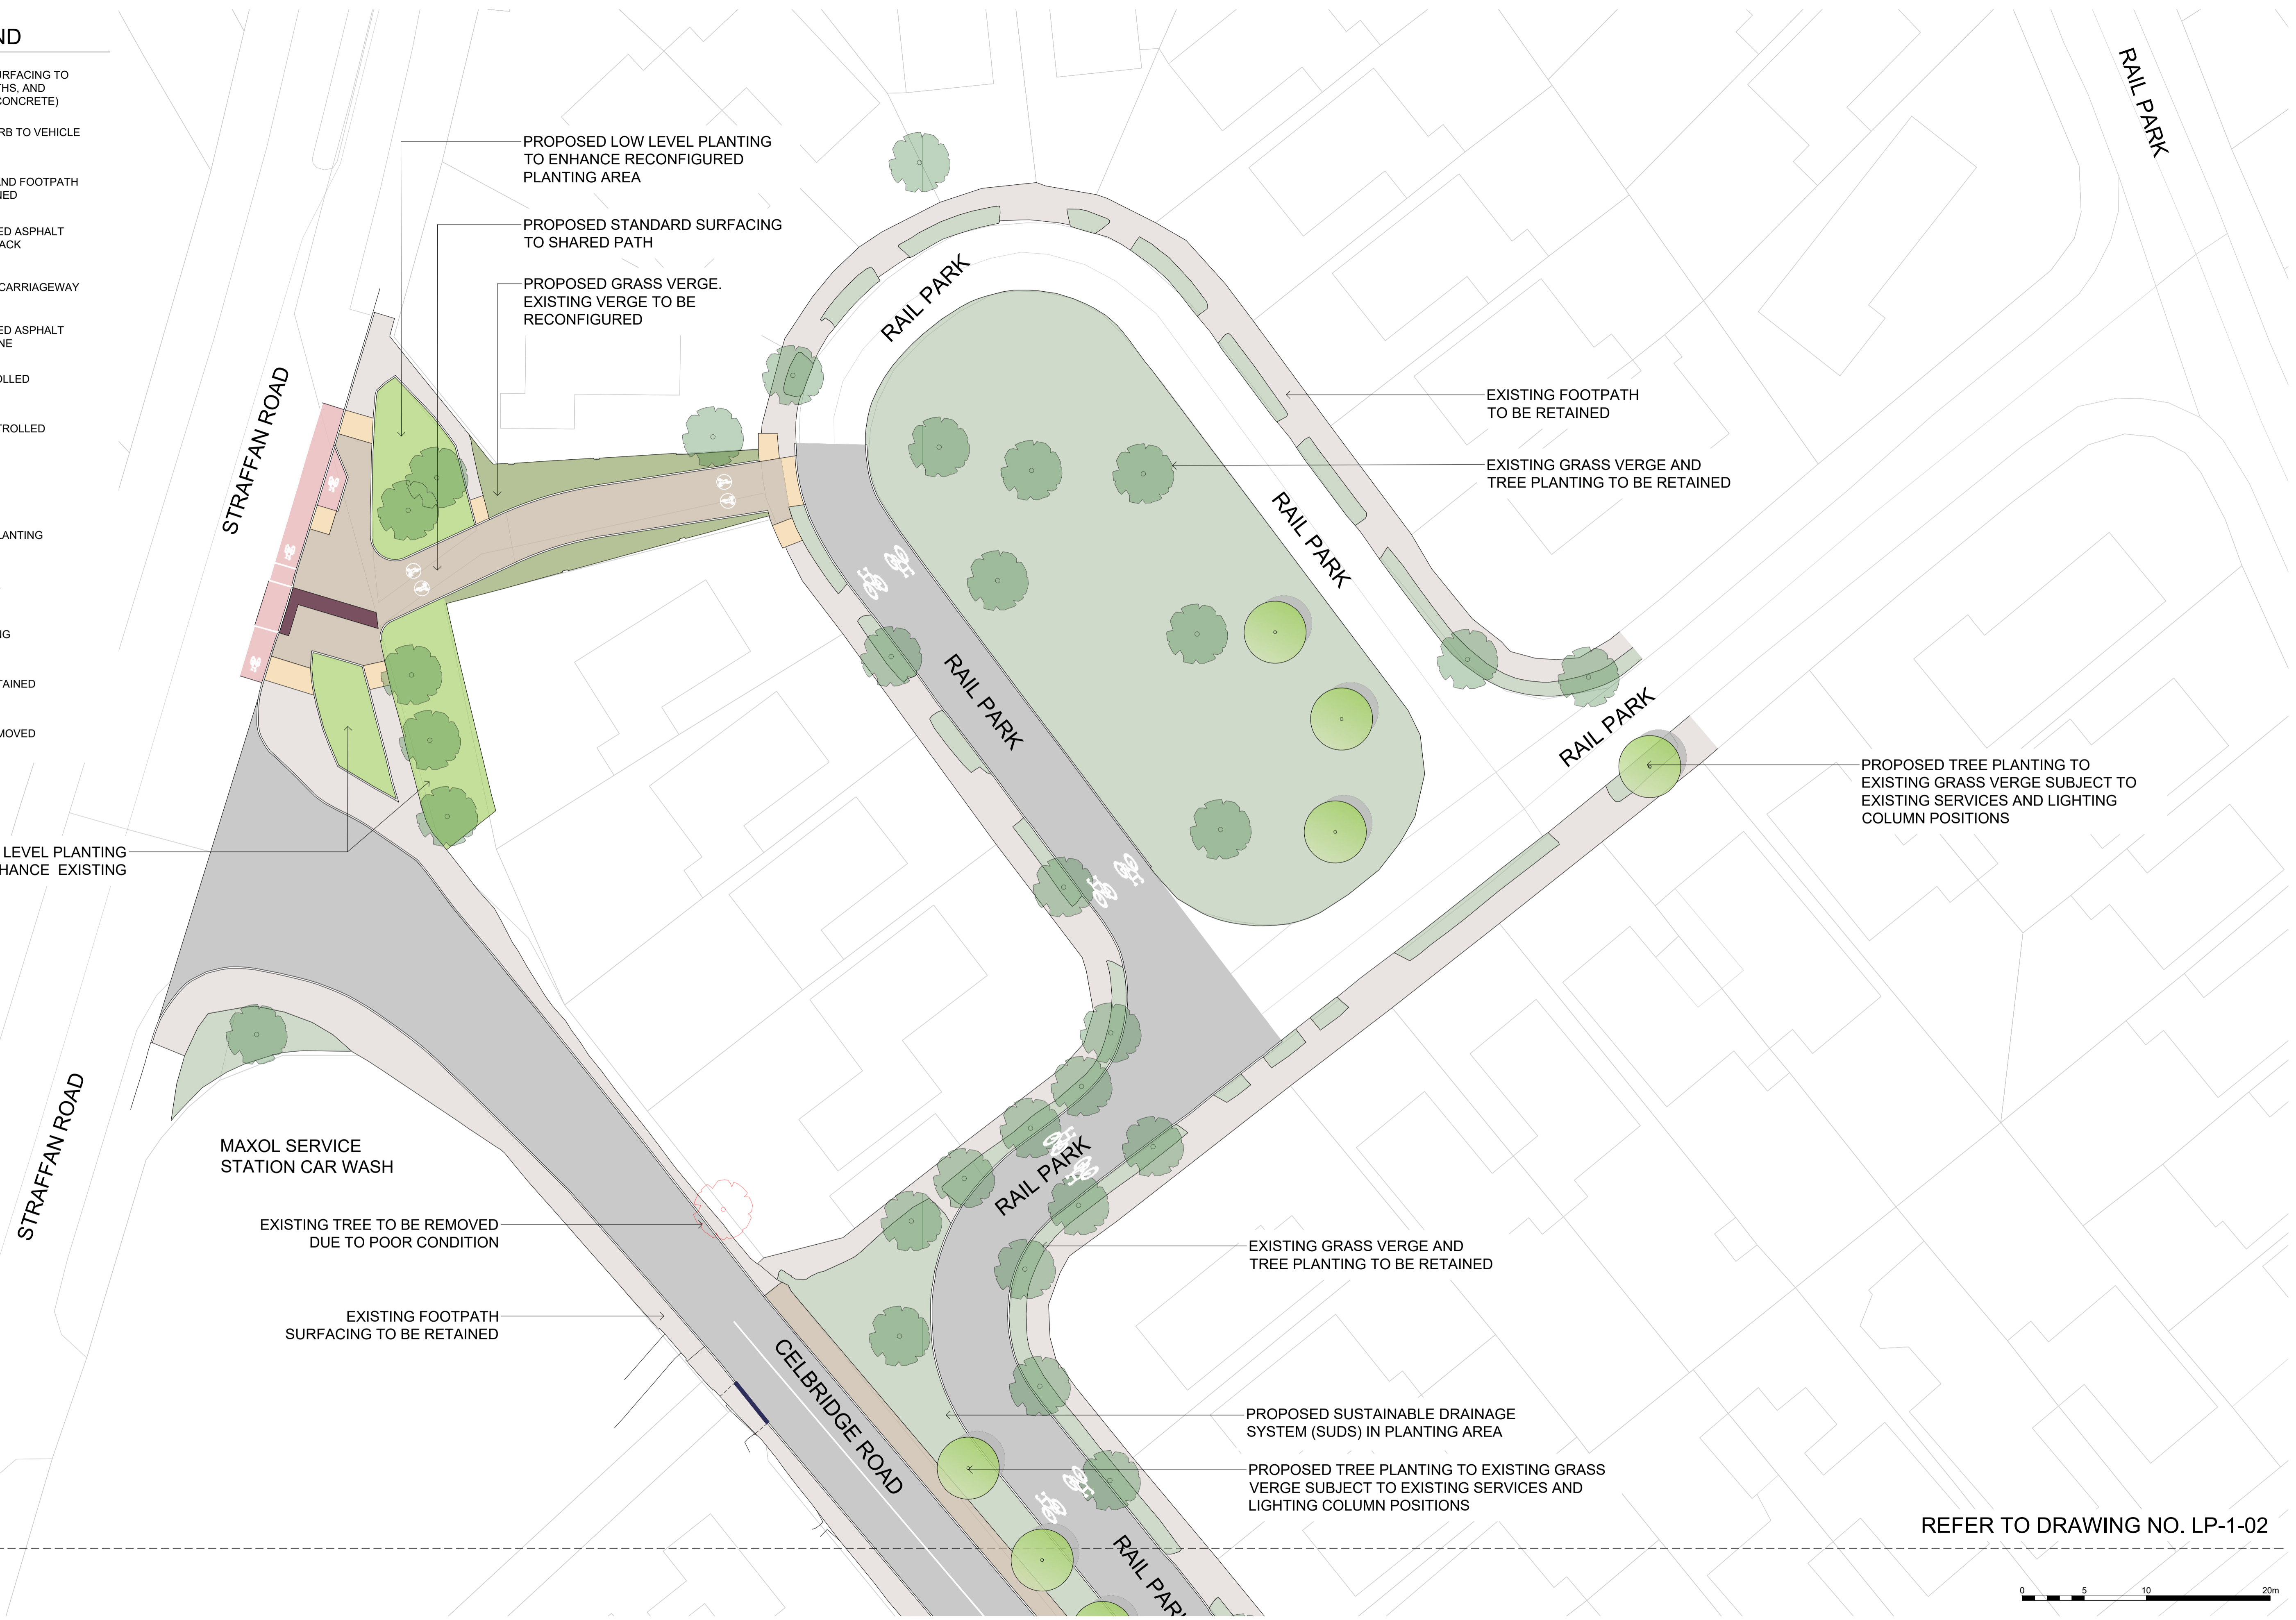 ND
URFACING TO
THS, AND
CONCRETE)
RB TO VEHICLE
AND FOOTPATH
NED
ED ASPHALT
ACK
CARRIAGEWAY
ED ASPHALT
NE
OLLED
TROLLED
LANTING
NG
TAINED
MOVED
LEVEL PLANTING
HANCE EXISTING
PROPOSED LOW LEVEL PLANTING
TO ENHANCE RECONFIGURED
PLANTING AREA
PROPOSED STANDARD SURFACING
TO SHARED PATH
PROPOSED GRASS VERGE.
EXISTING VERGE TO BE
RECONFIGURED
STRAFFAN ROAD
RAIL PARK
RAIL PARK
RAIL PARK
EXISTING FOOTPATH
TO BE RETAINED
EXISTING GRASS VERGE AND
TREE PLANTING TO BE RETAINED
RAIL PARK
RAIL PARK
PROPOSED TREE PLANTING TO
EXISTING GRASS VERGE SUBJECT TO
EXISTING SERVICES AND LIGHTING
COLUMN POSITIONS
STRAFFAN ROAD
MAXOL SERVICE
STATION CAR WASH
RAIL PARK
EXISTING TREE TO BE REMOVED
DUE TO POOR CONDITION
EXISTING FOOTPATH
SURFACING TO BE RETAINED
EXISTING GRASS VERGE AND
TREE PLANTING TO BE RETAINED
CELBRIDGE ROAD
PROPOSED SUSTAINABLE DRAINAGE
SYSTEM (SUDS) IN PLANTING AREA
PROPOSED TREE PLANTING TO EXISTING GRASS
VERGE SUBJECT TO EXISTING SERVICES AND
LIGHTING COLUMN POSITIONS
RAIL PARK
REFER TO DRAWING NO. LP-1-02
0 5 10 20m